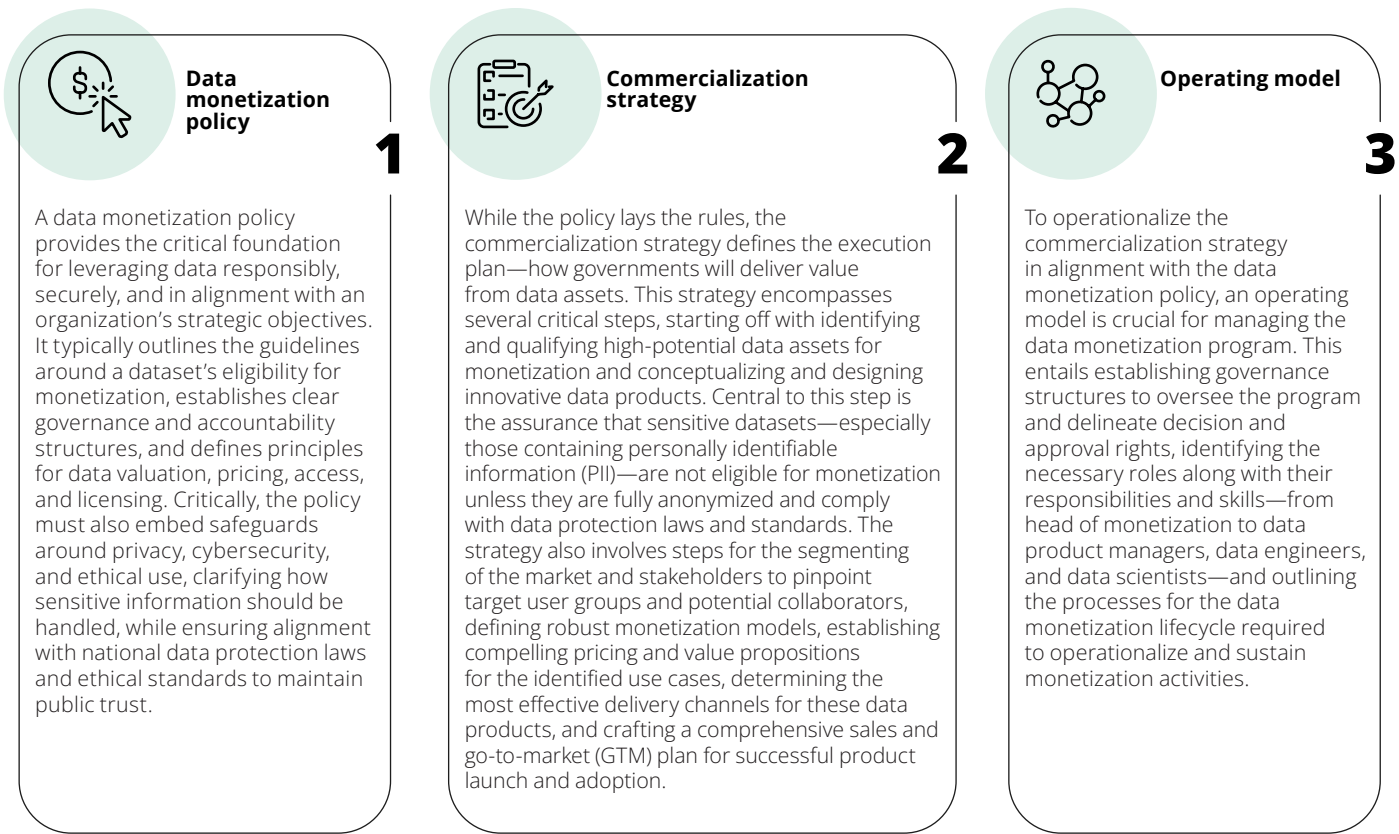 Data
monetization
policy
1
A data monetization policy
provides the critical foundation
for leveraging data responsibly,
securely, and in alignment with an
organization’s strategic objectives.
It typically outlines the guidelines
around a dataset’s eligibility for
monetization, establishes clear
governance and accountability
structures, and defines principles
for data valuation, pricing, access,
and licensing. Critically, the policy
must also embed safeguards
around privacy, cybersecurity,
and ethical use, clarifying how
sensitive information should be
handled, while ensuring alignment
with national data protection laws
and ethical standards to maintain
public trust.
Commercialization
strategy
2
While the policy lays the rules, the
commercialization strategy defines the execution
plan—how governments will deliver value
from data assets. This strategy encompasses
several critical steps, starting off with identifying
and qualifying high-potential data assets for
monetization and conceptualizing and designing
innovative data products. Central to this step is
the assurance that sensitive datasets—especially
those containing personally identifiable
information (PII)—are not eligible for monetization
unless they are fully anonymized and comply
with data protection laws and standards. The
strategy also involves steps for the segmenting
of the market and stakeholders to pinpoint
target user groups and potential collaborators,
defining robust monetization models, establishing
compelling pricing and value propositions
for the identified use cases, determining the
most effective delivery channels for these data
products, and crafting a comprehensive sales and
go-to-market (GTM) plan for successful product
launch and adoption.
Operating model
3
To operationalize the
commercialization strategy
in alignment with the data
monetization policy, an operating
model is crucial for managing the
data monetization program. This
entails establishing governance
structures to oversee the program
and delineate decision and
approval rights, identifying the
necessary roles along with their
responsibilities and skills—from
head of monetization to data
product managers, data engineers,
and data scientists—and outlining
the processes for the data
monetization lifecycle required
to operationalize and sustain
monetization activities.